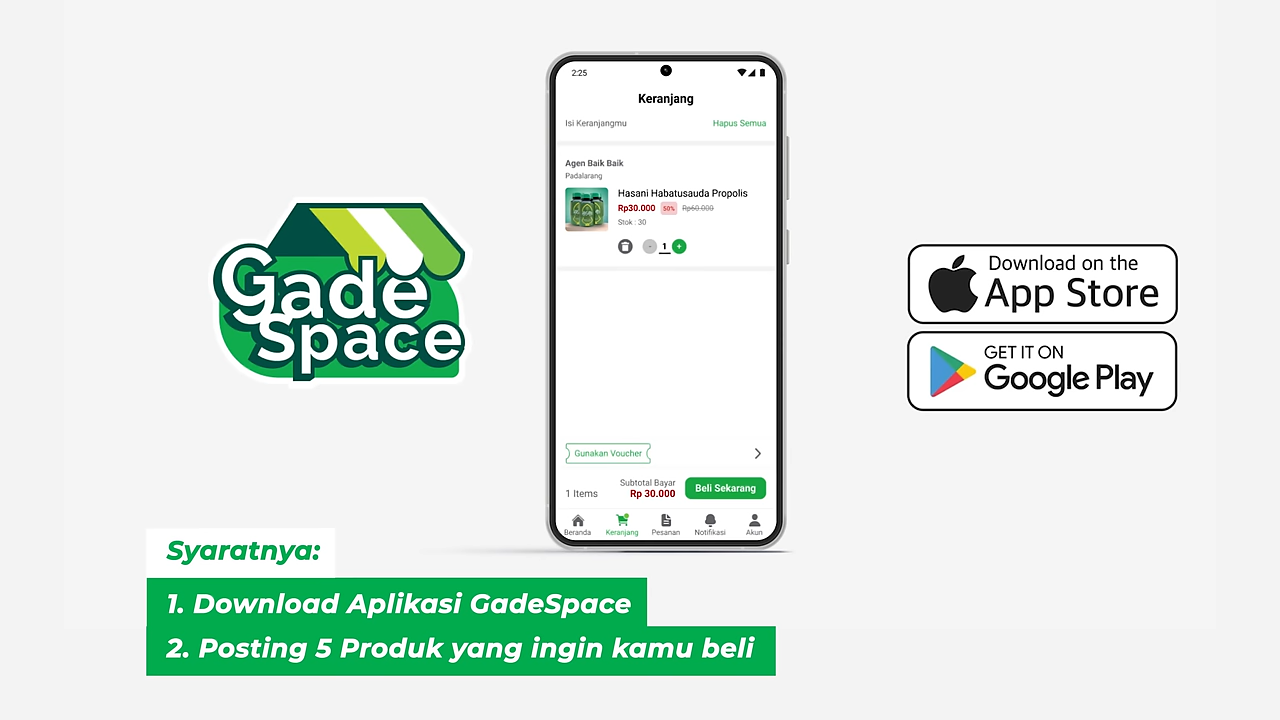 Gade
Space
2:25
Keranjang
Isi Keranjangmu
Hapus Semua
Agen Baik Baik
Padalarang
Hasani Habatusauda Propolis
Rp30.000 50% Rp60.000
Stok : 30
- 1 +
Gunakan Voucher
1 Items
Subtotal Bayar
Rp 30.000
Beli Sekarang
Beranda Keranjang Pesanan Notifikasi Akun
Download on the
App Store
GET IT ON
Google Play
Syaratnya:
1. Download Aplikasi GadeSpace
2. Posting 5 Produk yang ingin kamu beli